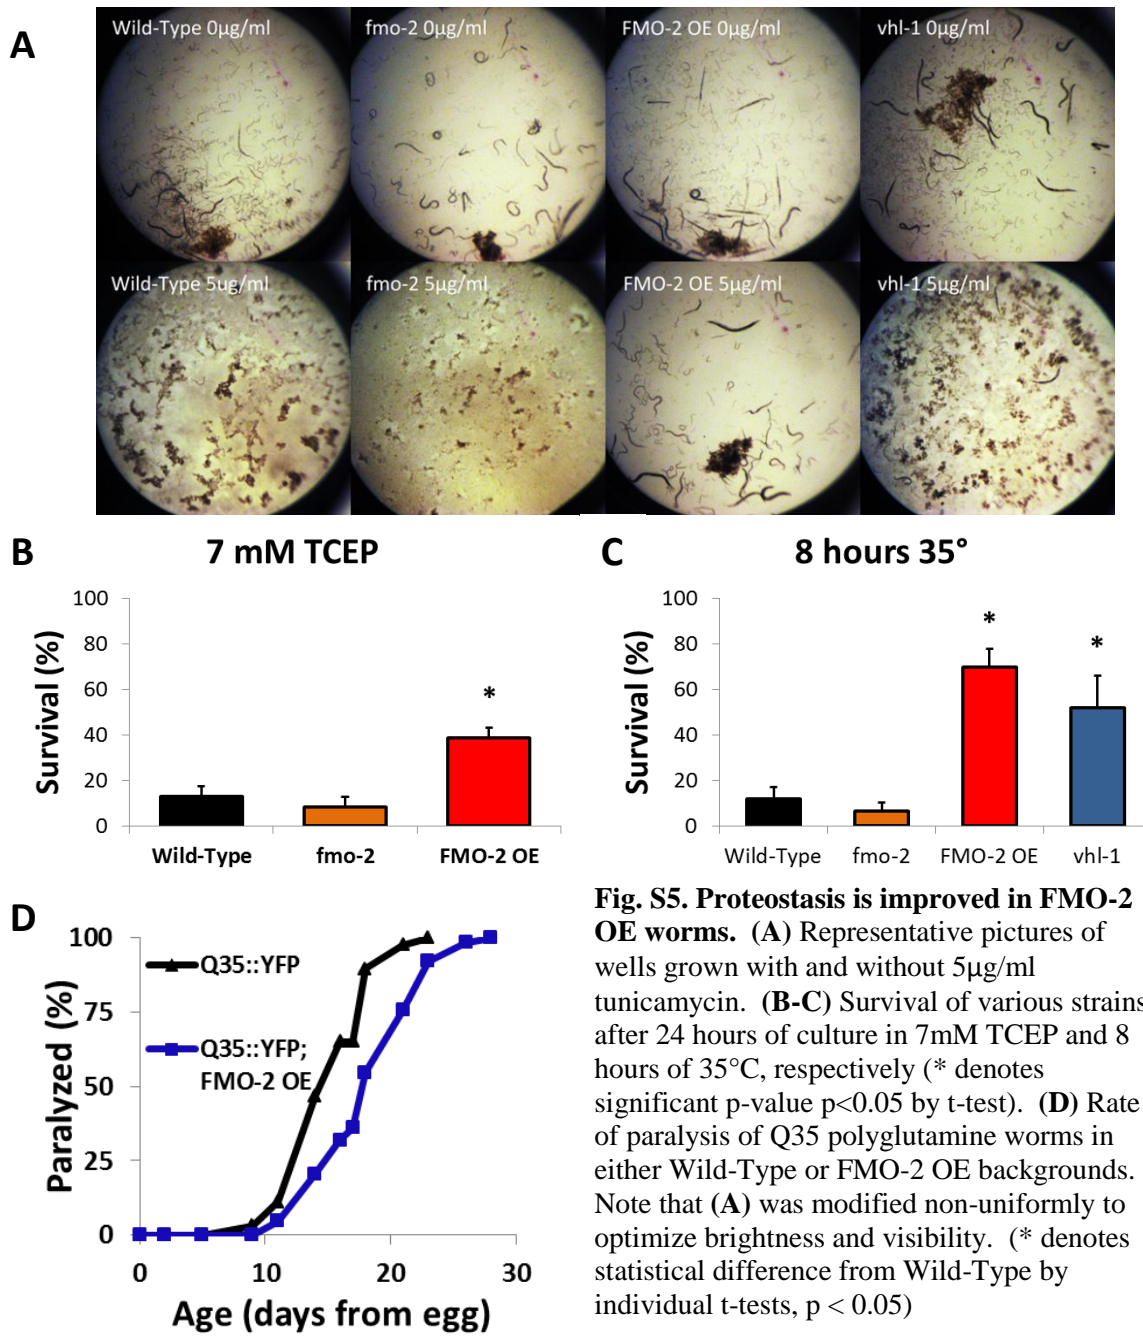 A
Wild-Type 0µg/ml
fmo-2 0µg/ml
FMO-2 OE 0µg/ml
vhl-1 0µg/ml
Wild-Type 5ug/ml
fmo-2 5µg/ml
FMO-2 OE 5µg/ml
vhl-1 5µg/ml
B
7 mM TCEP
Survival (%)
100
80
60
40
20
0
*
Wild-Type
fmo-2
FMO-2 OE
C
8 hours 35°
Survival (%)
100
80
60
40
20
0
*
*
Wild-Type
fmo-2
FMO-2 OE
vhl-1
D
Paralyzed (%)
100
75
50
25
0
Q35::YFP
Q35::YFP;
FMO-2 OE
0
10
20
30
Age (days from egg)
Fig. S5. Proteostasis is improved in FMO-2
OE worms. (A) Representative pictures of
wells grown with and without 5µg/ml
tunicamycin. (B-C) Survival of various strains
after 24 hours of culture in 7mM TCEP and 8
hours of 35°C, respectively (* denotes
significant p-value p<0.05 by t-test). (D) Rate
of paralysis of Q35 polyglutamine worms in
either Wild-Type or FMO-2 OE backgrounds.
Note that (A) was modified non-uniformly to
optimize brightness and visibility. (* denotes
statistical difference from Wild-Type by
individual t-tests, p < 0.05)